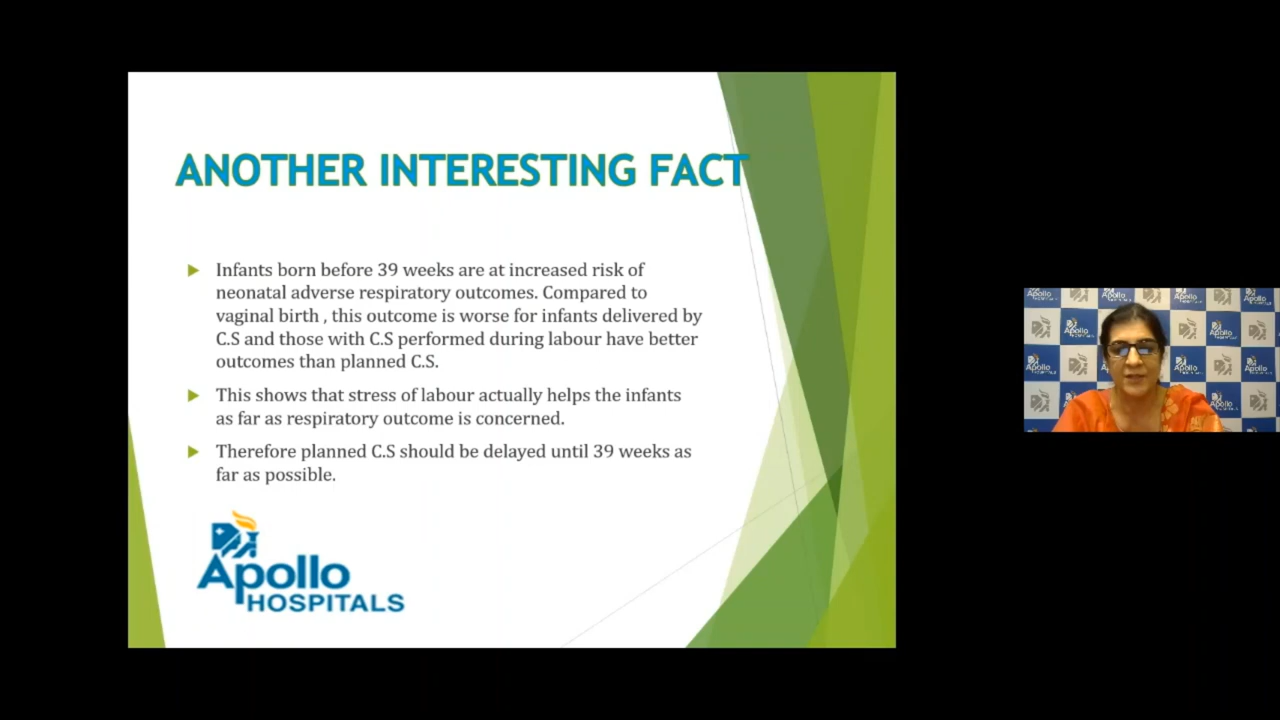 ANOTHER INTERESTING FACT
Infants born before 39 weeks are at increased risk of
neonatal adverse respiratory outcomes. Compared to
vaginal birth , this outcome is worse for infants delivered by
C.S and those with C.S performed during labour have better
outcomes than planned C.S.
This shows that stress of labour actually helps the infants
as far as respiratory outcome is concerned.
Therefore planned C.S should be delayed until 39 weeks as
far as possible.
Apollo
HOSPITALS
Apollo
HOSPITALS